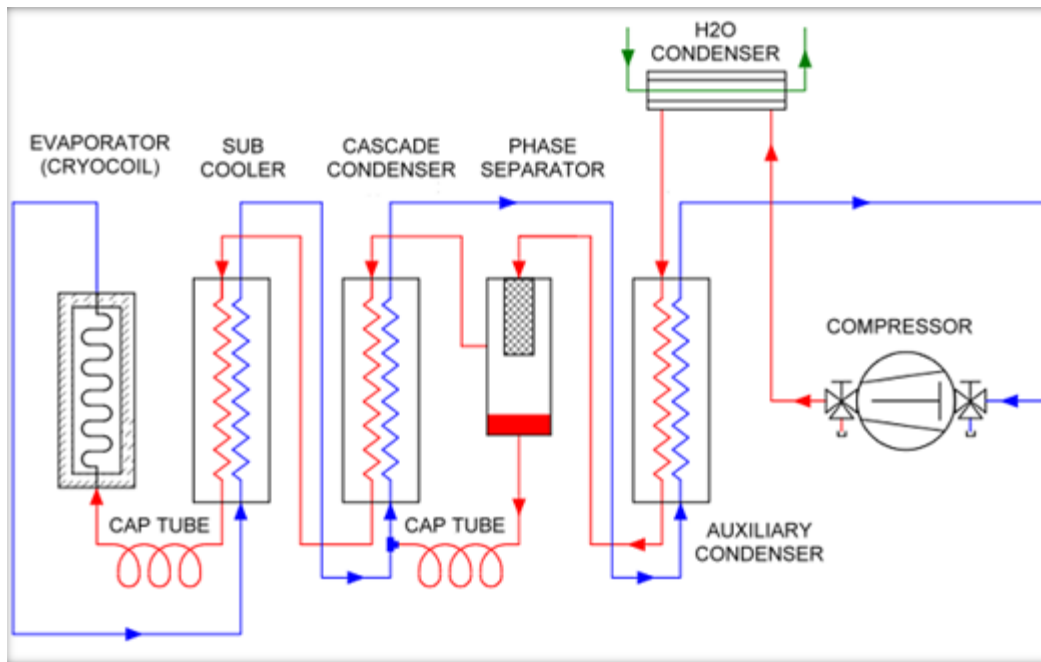 H2O
CONDENSER
EVAPORATOR
(CRYOCOIL)
SUB
COOLER
CASCADE
CONDENSER
PHASE
SEPARATOR
COMPRESSOR
CAP TUBE
CAP TUBE
AUXILIARY
CONDENSER